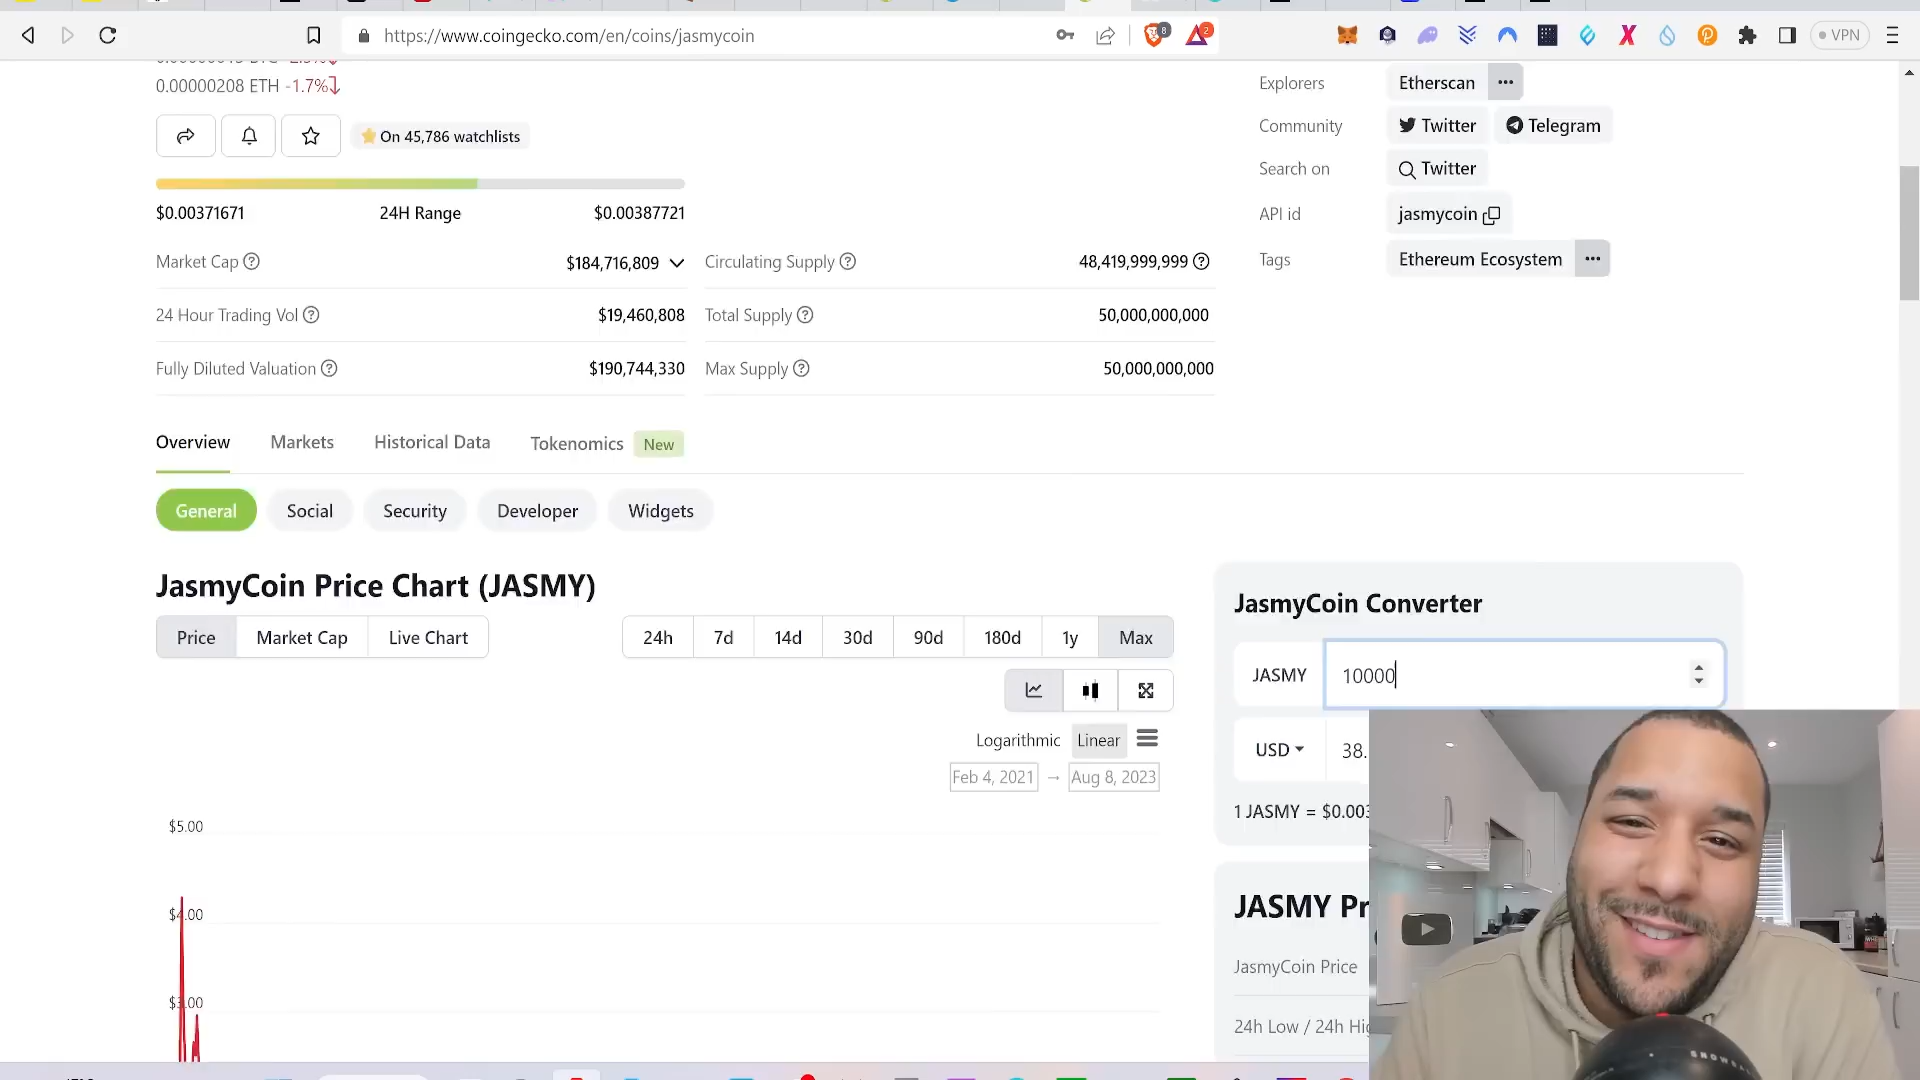 https://www.coingecko.com/en/coins/jasmycoin
8
2
VPN
0.00000208 ETH -1.7%
On 45,786 watchlists
$0.00371671 24H Range $0.00387721
Market Cap $184,716,809
24 Hour Trading Vol $19,460,808
Fully Diluted Valuation $190,744,330
Circulating Supply 48,419,999,999
Total Supply 50,000,000,000
Max Supply 50,000,000,000
Explorers Etherscan
Community Twitter Telegram
Search on Twitter
API id jasmycoin
Tags Ethereum Ecosystem
Overview Markets Historical Data Tokenomics New
General Social Security Developer Widgets
JasmyCoin Price Chart (JASMY)
Price Market Cap Live Chart
24h 7d 14d 30d 90d 180d 1y Max
Logarithmic Linear
Feb 4, 2021 → Aug 8, 2023
$5.00
$4.00
$3.00
JasmyCoin Converter
JASMY 10000
USD 38.
1 JASMY = $0.003
JASMY Pr
JasmyCoin Price
24h Low / 24h Hig